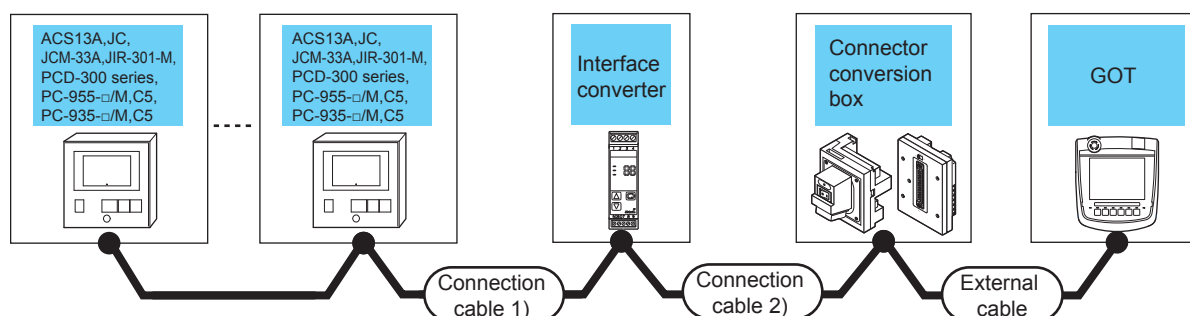 ACS13A,JC,
JCM-33A,JIR-301-M,
PCD-300 series,
PC-955-□/M,C5,
PC-935-□/M,C5
ACS13A,JC,
JCM-33A,JIR-301-M,
PCD-300 series,
PC-955-□/M,C5,
PC-935-□/M,C5
Interface
converter
Connector
conversion
box
GOT
Connection
cable 1)
Connection
cable 2)
External
cable